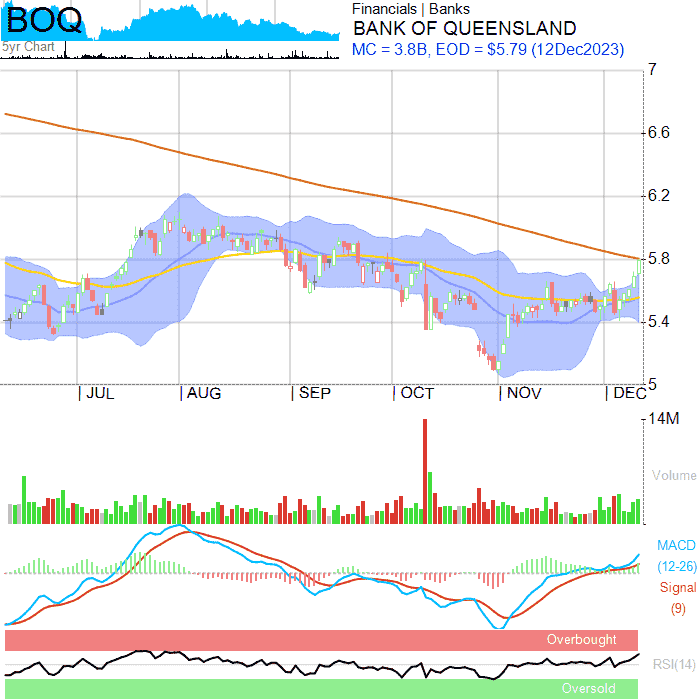 BOQ
5yr Chart
Financials | Banks
BANK OF QUEENSLAND
MC = 3.8B, EOD = $5.79 (12Dec2023)
7
6.6
6.2
5.8
5.4
5
JUL AUG SEP OCT NOV DEC
14M
Volume
MACD
(12-26)
Signal
(9)
Overbought
RSI(14)
Oversold